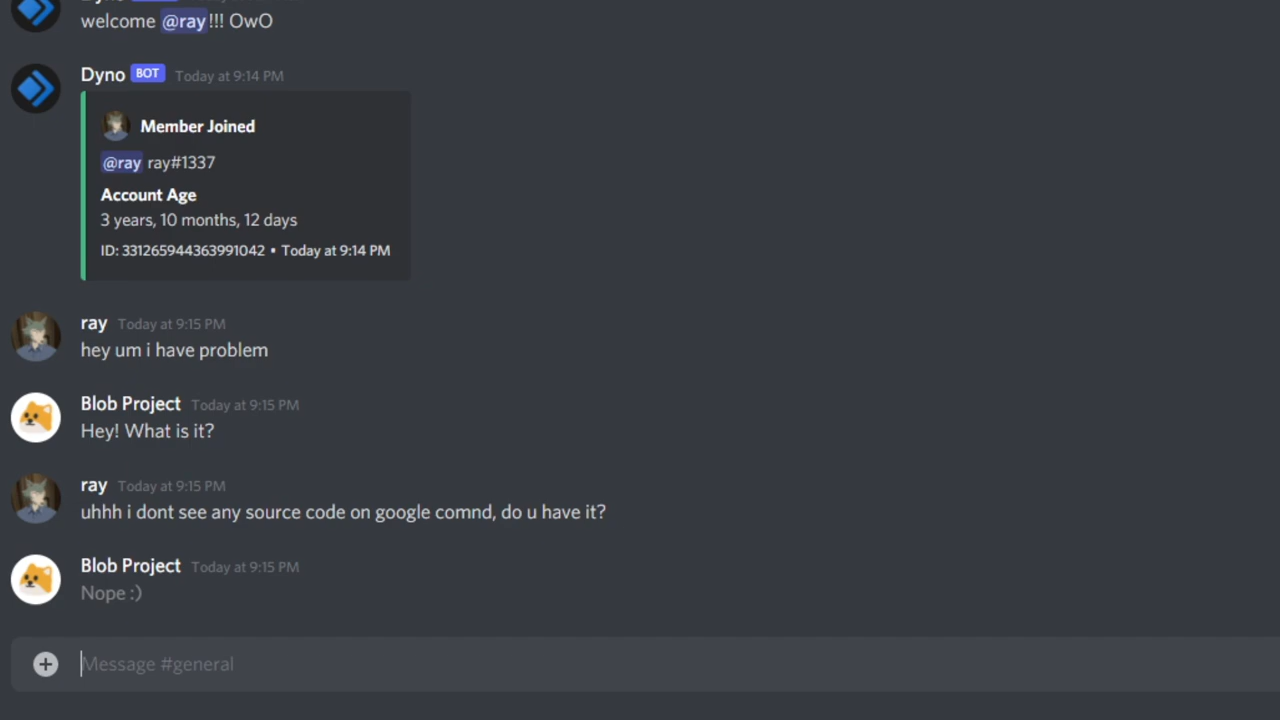 welcome @ray!!! OwO
Dyno BOT Today at 9:14 PM
Member Joined
@ray ray#1337
Account Age
3 years, 10 months, 12 days
ID: 331265944363991042 • Today at 9:14 PM
ray Today at 9:15 PM
hey um i have problem
Blob Project Today at 9:15 PM
Hey! What is it?
ray Today at 9:15 PM
uhhh i dont see any source code on google comnd, do u have it?
Blob Project Today at 9:15 PM
Nope :)
Message #general